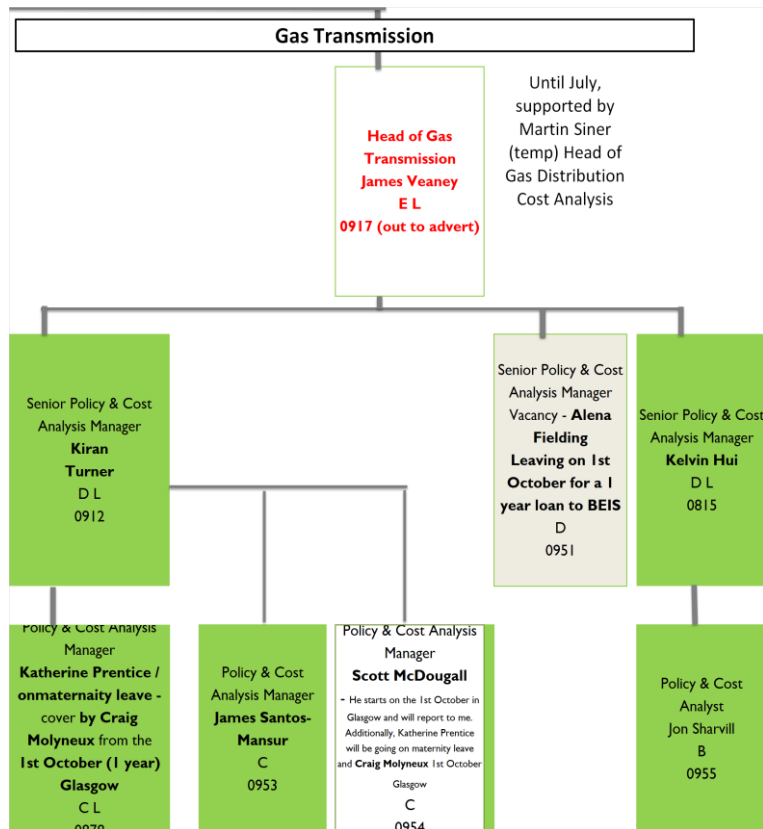 Gas Transmission
Until July,
supported by
Martin Siner
(temp) Head of
Gas Distribution
Cost Analysis
Head of Gas
Transmission
James Veaney
E L
0917 (out to advert)
Senior Policy & Cost
Analysis Manager
Kiran
Turner
D L
0912
Senior Policy & Cost
Analysis Manager
Vacancy - Alena
Fielding
Leaving on 1st
October for a 1
year loan to BEIS
D
0951
Senior Policy & Cost
Analysis Manager
Kelvin Hui
D L
0815
Policy & Cost Analysis
Manager
Katherine Prentice /
onmaternaity leave -
cover by Craig
Molyneux from the
1st October (1 year)
Glasgow
C L
Policy & Cost
Analysis Manager
James Santos-
Mansur
C
0953
Policy & Cost Analysis
Manager
Scott McDougall
- He starts on the 1st October in
Glasgow and will report to me.
Additionally, Katherine Prentice
will be going on maternity leave
and Craig Molyneux 1st October
Glasgow
C
0954
Policy & Cost
Analyst
Jon Sharvill
B
0955